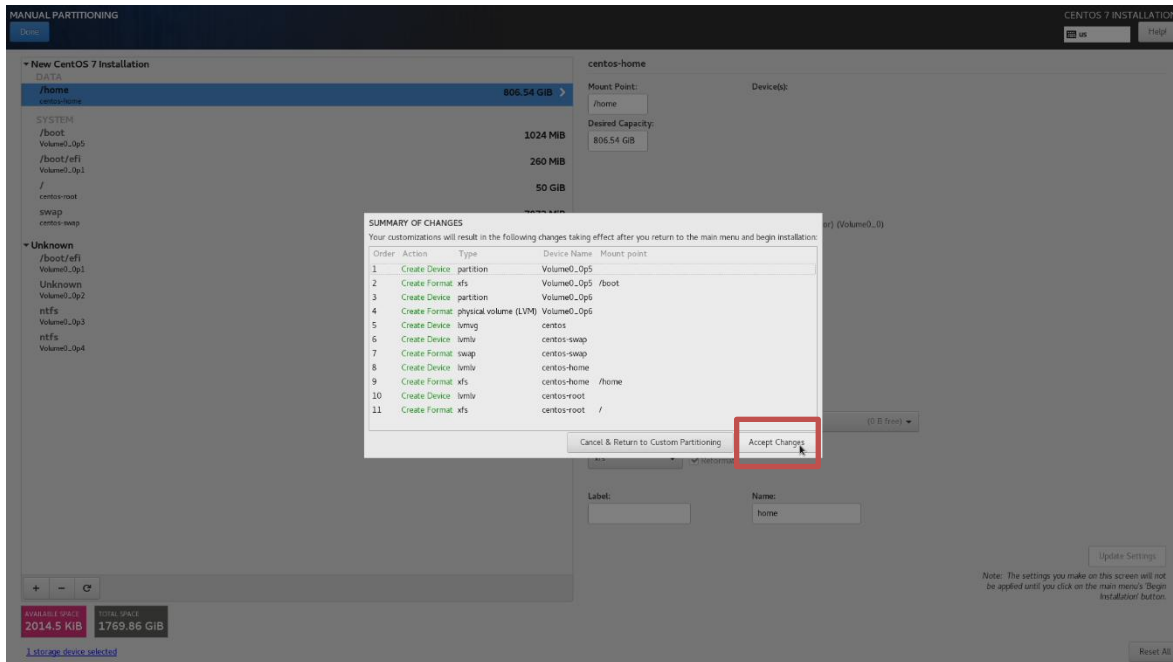 MANUAL PARTITIONING
CENTOS 7 INSTALLATION
Done
us
Help!
New CentOS 7 Installation
DATA
/home
centos-home
806.54 GiB
SYSTEM
/boot
Volume0_0p5
1024 MiB
/boot/efi
Volume0_0p1
260 MiB
/
centos-root
50 GiB
swap
centos-swap
Unknown
/boot/efi
Volume0_0p1
Unknown
Volume0_0p2
ntfs
Volume0_0p3
ntfs
Volume0_0p4
centos-home
Mount Point:
Device(s):
/home
Desired Capacity:
806.54 GiB
or) (Volume0_0)
SUMMARY OF CHANGES
Your customizations will result in the following changes taking effect after you return to the main menu and begin installation:
Order Action Type Device Name Mount point
1 Create Device partition Volume0_0p5
2 Create Format xfs Volume0_0p5 /boot
3 Create Device partition Volume0_0p6
4 Create Format physical volume (LVM) Volume0_0p6
5 Create Device lvmvg centos
6 Create Device lvmlv centos-swap
7 Create Format swap centos-swap
8 Create Device lvmlv centos-home
9 Create Format xfs centos-home /home
10 Create Device lvmlv centos-root
11 Create Format xfs centos-root /
Cancel & Return to Custom Partitioning
Accept Changes
(0 B free)
Label:
Name:
home
Update Settings
Note: The settings you make on this screen will not
be applied until you click on the main menu's 'Begin
Installation' button.
AVAILABLE SPACE
2014.5 KiB
TOTAL SPACE
1769.86 GiB
1 storage device selected
Reset All